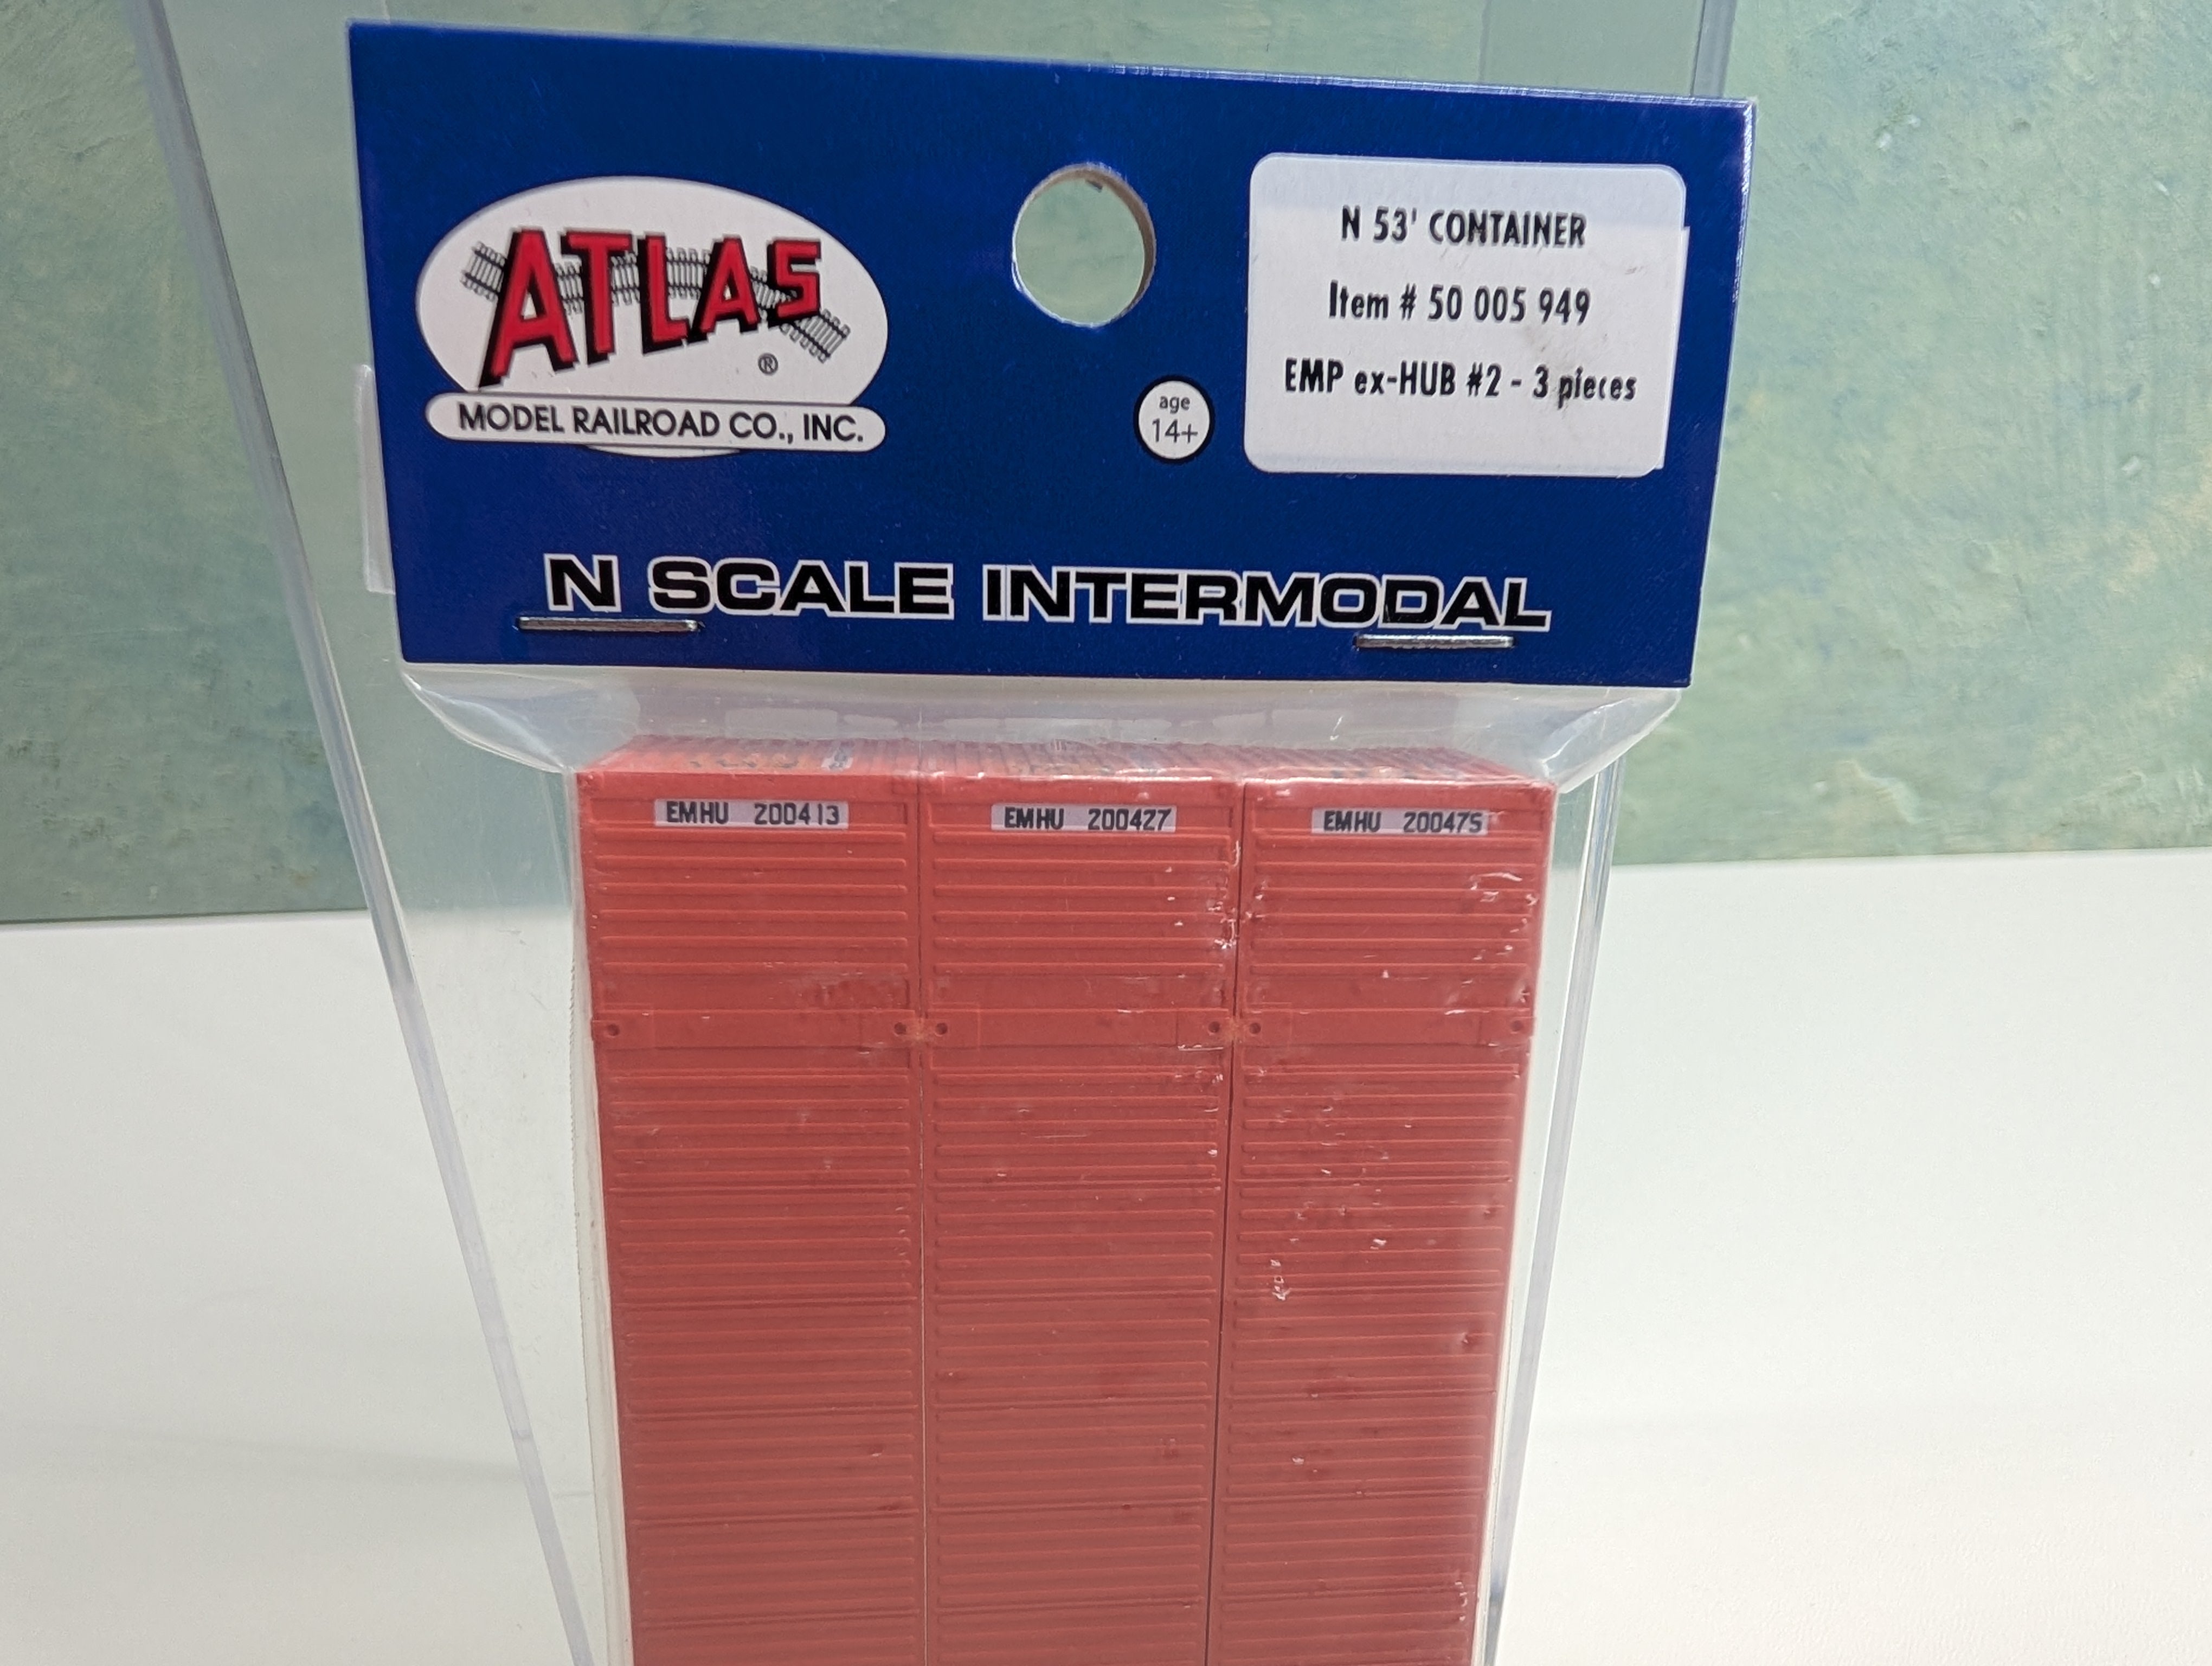 ATLAS
®
MODEL RAILROAD CO., INC.
age
14+
N 53' CONTAINER
Item # 50 005 949
EMP ex-HUB #2 - 3 pieces
N SCALE INTERMODAL
EMHU 200413
EMHU 200427
EMHU 200475